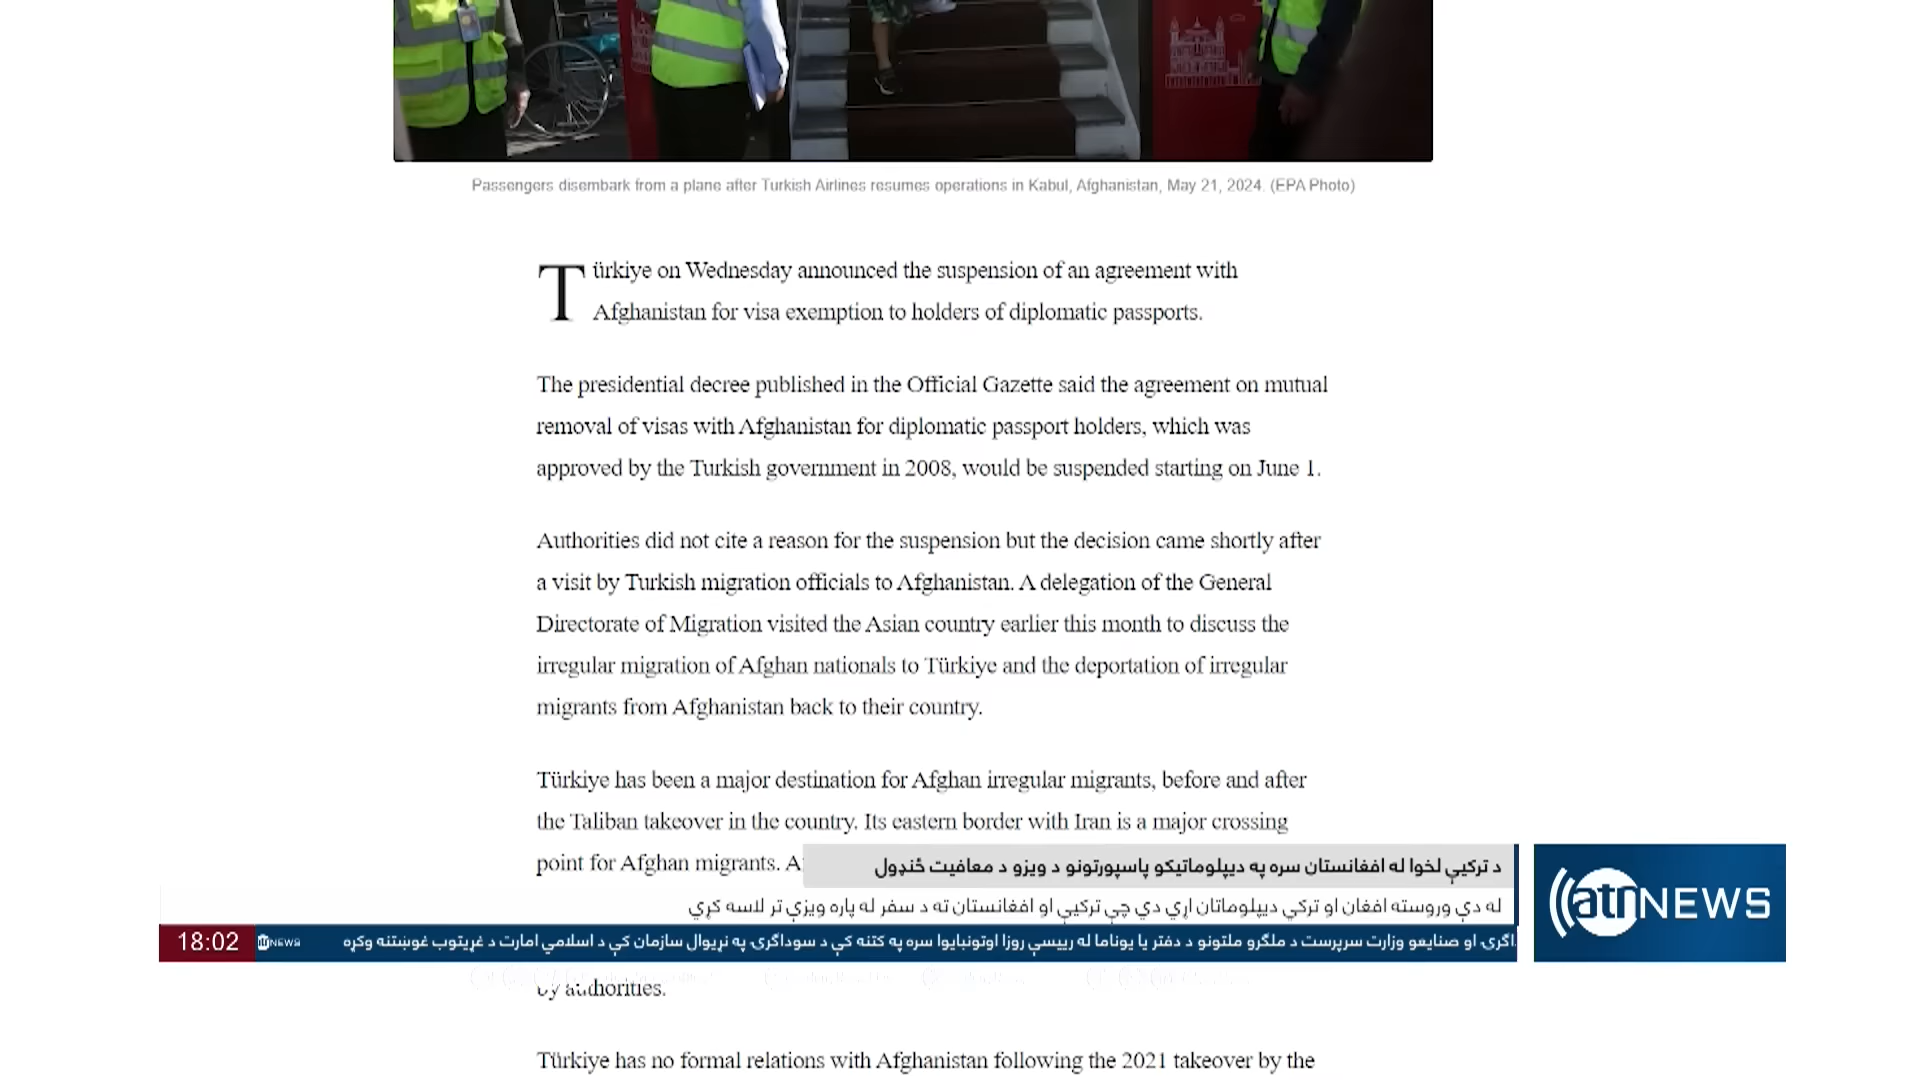 Passengers disembark from a plane after Turkish Airlines resumes operations in Kabul, Afghanistan, May 21, 2024. (EPA Photo)
Türkiye on Wednesday announced the suspension of an agreement with
Afghanistan for visa exemption to holders of diplomatic passports.
The presidential decree published in the Official Gazette said the agreement on mutual
removal of visas with Afghanistan for diplomatic passport holders, which was
approved by the Turkish government in 2008, would be suspended starting on June 1.
Authorities did not cite a reason for the suspension but the decision came shortly after
a visit by Turkish migration officials to Afghanistan. A delegation of the General
Directorate of Migration visited the Asian country earlier this month to discuss the
irregular migration of Afghan nationals to Türkiye and the deportation of irregular
migrants from Afghanistan back to their country.
Türkiye has been a major destination for Afghan irregular migrants, before and after
the Taliban takeover in the country. Its eastern border with Iran is a major crossing
point for Afghan migrants. A
د ترکیې لخوا له افغانستان سره په دیپلوماتیکو پاسپورتونو د ویزو د معافیت ځنډول
له دې وروسته افغان او ترکي دیپلوماتان اړي دي چې ترکیې او افغانستان ته د سفر له پاره ویزې تر لاسه کړي
atn NEWS
18:02
atn NEWS
اګرۍ او صنایعو وزارت سرپرست د ملګرو ملتونو د دفتر یا یوناما له رییسې روزا اوتونبایوا سره په کتنه کې د سوداګرۍ په نړیوال سازمان کې د اسلامي امارت د غړیتوب غوښتنه وکړه
by authorities.
Türkiye has no formal relations with Afghanistan following the 2021 takeover by the